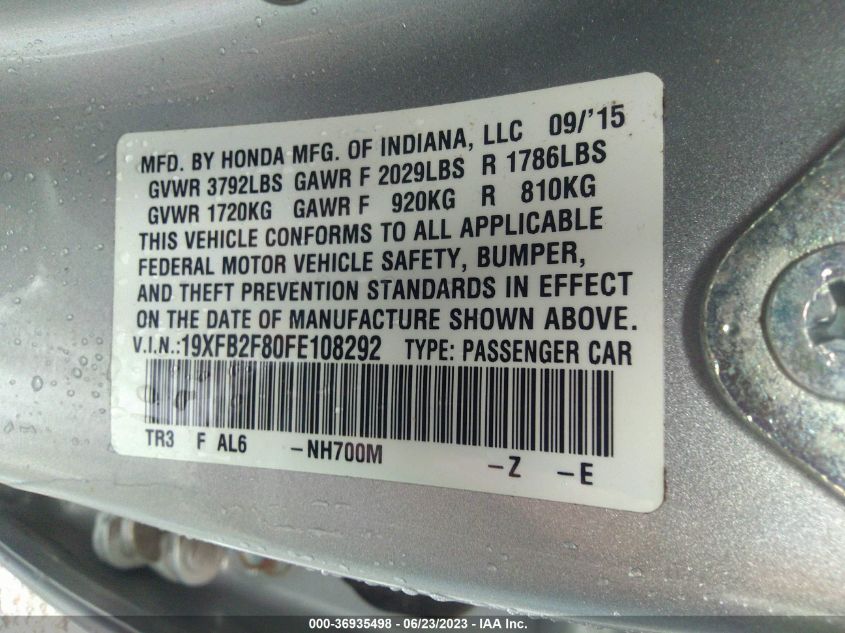 MFD. BY HONDA MFG. OF INDIANA, LLC 09/'15
GVWR 3792LBS GAWR F 2029LBS R 1786LBS
GVWR 1720KG GAWR F 920KG R 810KG
THIS VEHICLE CONFORMS TO ALL APPLICABLE
FEDERAL MOTOR VEHICLE SAFETY, BUMPER,
AND THEFT PREVENTION STANDARDS IN EFFECT
ON THE DATE OF MANUFACTURE SHOWN ABOVE.
V.I.N.:19XFB2F80FE108292 TYPE: PASSENGER CAR
TR3 F AL6 -NH700M -Z -E
000-36935498 - 06/23/2023 - IAA Inc.